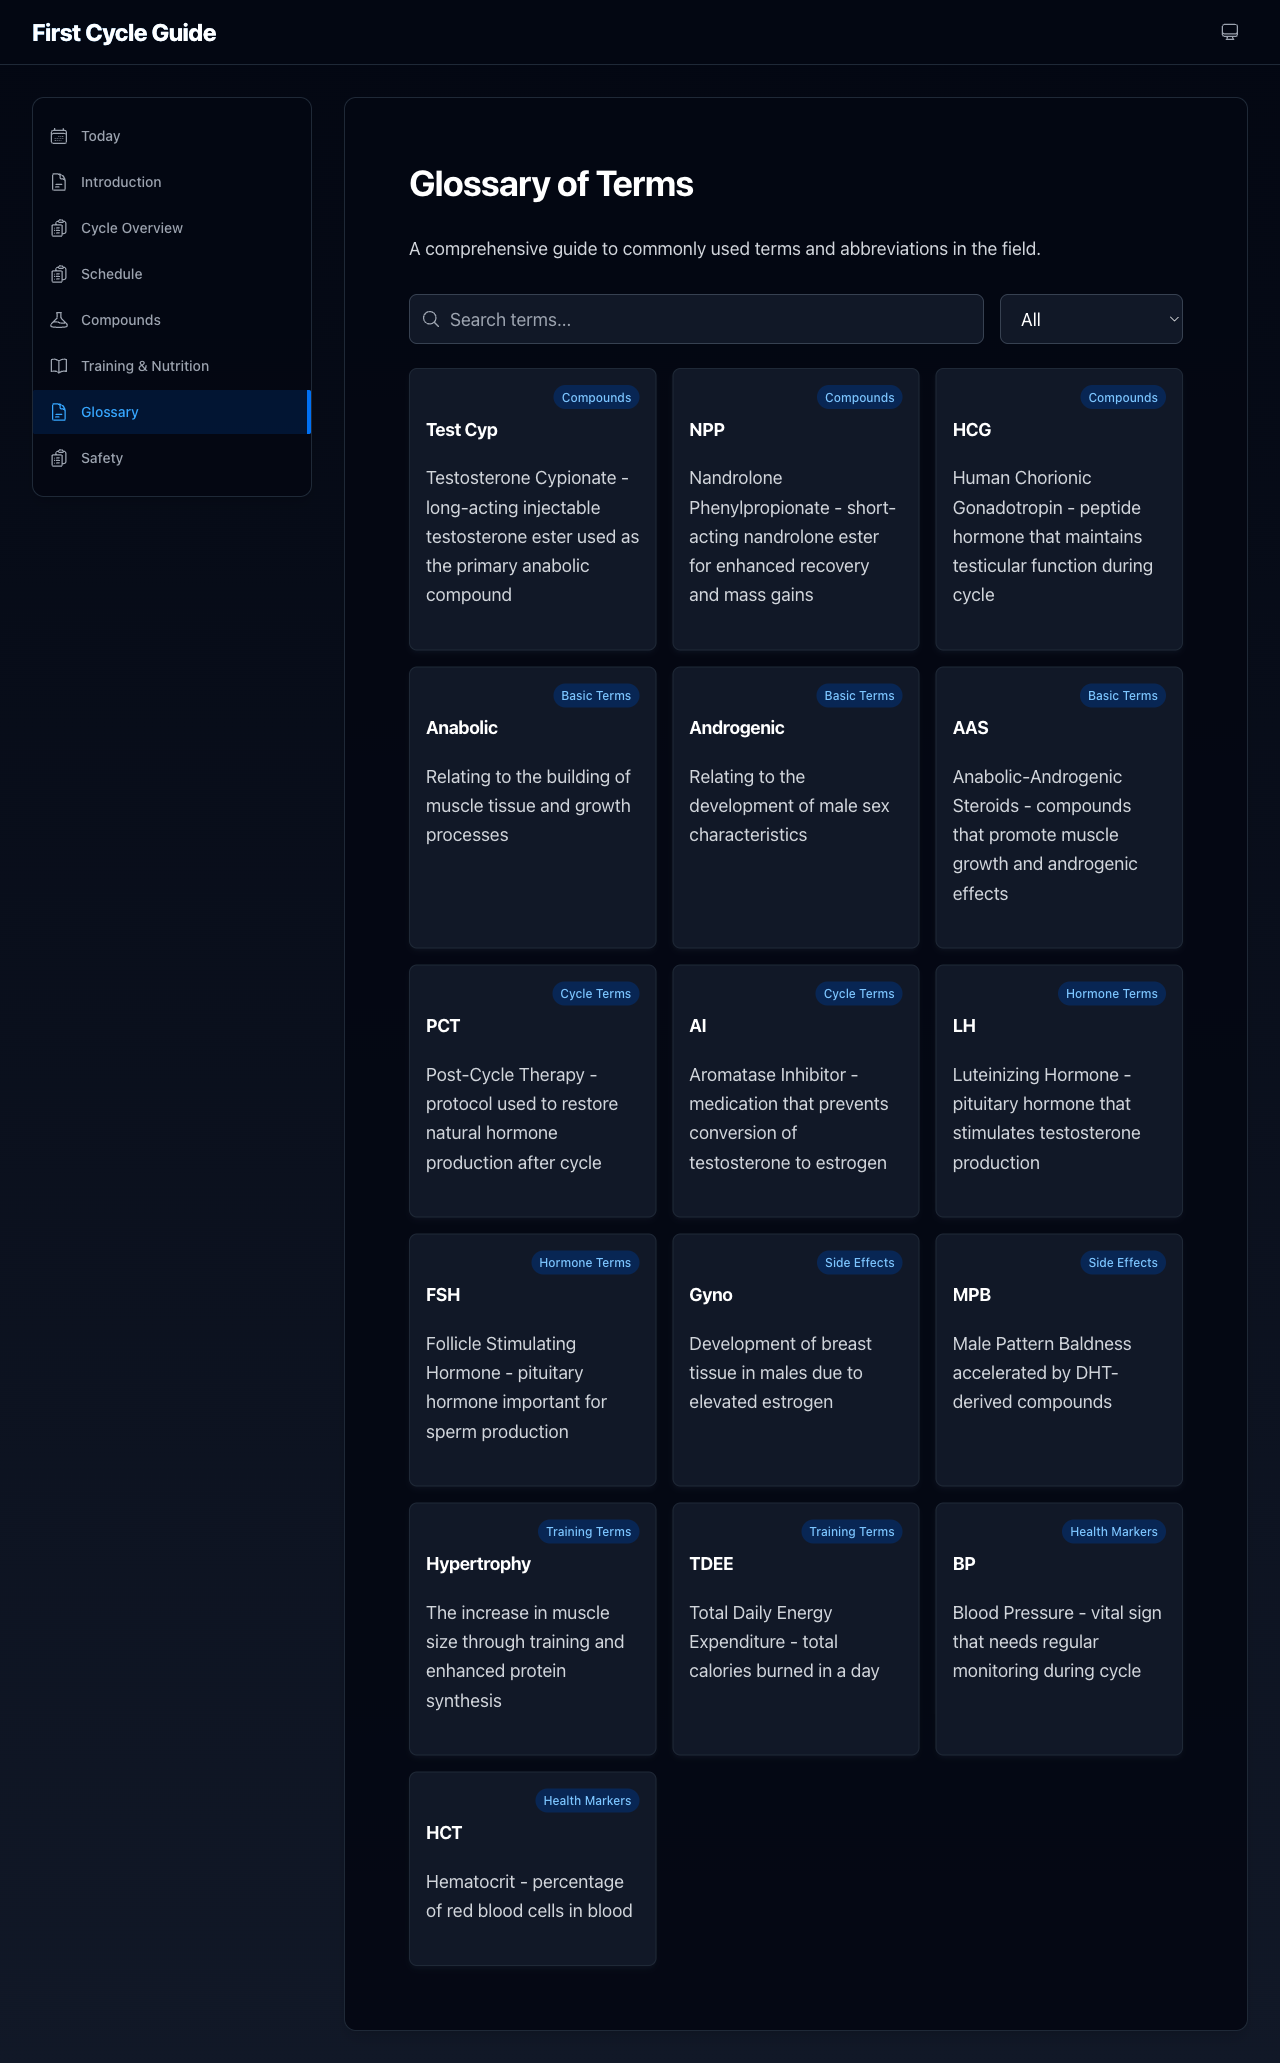 First Cycle Guide
Today
Introduction
Cycle Overview
Schedule
Compounds
Training & Nutrition
Glossary
Safety
Glossary of Terms
A comprehensive guide to commonly used terms and abbreviations in the field.
Search terms...
All
Compounds
Test Cyp
Testosterone Cypionate -
long-acting injectable
testosterone ester used as
the primary anabolic
compound
Compounds
NPP
Nandrolone
Phenylpropionate - short-
acting nandrolone ester
for enhanced recovery
and mass gains
Compounds
HCG
Human Chorionic
Gonadotropin - peptide
hormone that maintains
testicular function during
cycle
Basic Terms
Anabolic
Relating to the building of
muscle tissue and growth
processes
Basic Terms
Androgenic
Relating to the
development of male sex
characteristics
Basic Terms
AAS
Anabolic-Androgenic
Steroids - compounds
that promote muscle
growth and androgenic
effects
Cycle Terms
PCT
Post-Cycle Therapy -
protocol used to restore
natural hormone
production after cycle
Cycle Terms
AI
Aromatase Inhibitor -
medication that prevents
conversion of
testosterone to estrogen
Hormone Terms
LH
Luteinizing Hormone -
pituitary hormone that
stimulates testosterone
production
Hormone Terms
FSH
Follicle Stimulating
Hormone - pituitary
hormone important for
sperm production
Side Effects
Gyno
Development of breast
tissue in males due to
elevated estrogen
Side Effects
MPB
Male Pattern Baldness
accelerated by DHT-
derived compounds
Training Terms
Hypertrophy
The increase in muscle
size through training and
enhanced protein
synthesis
Training Terms
TDEE
Total Daily Energy
Expenditure - total
calories burned in a day
Health Markers
BP
Blood Pressure - vital sign
that needs regular
monitoring during cycle
Health Markers
HCT
Hematocrit - percentage
of red blood cells in blood